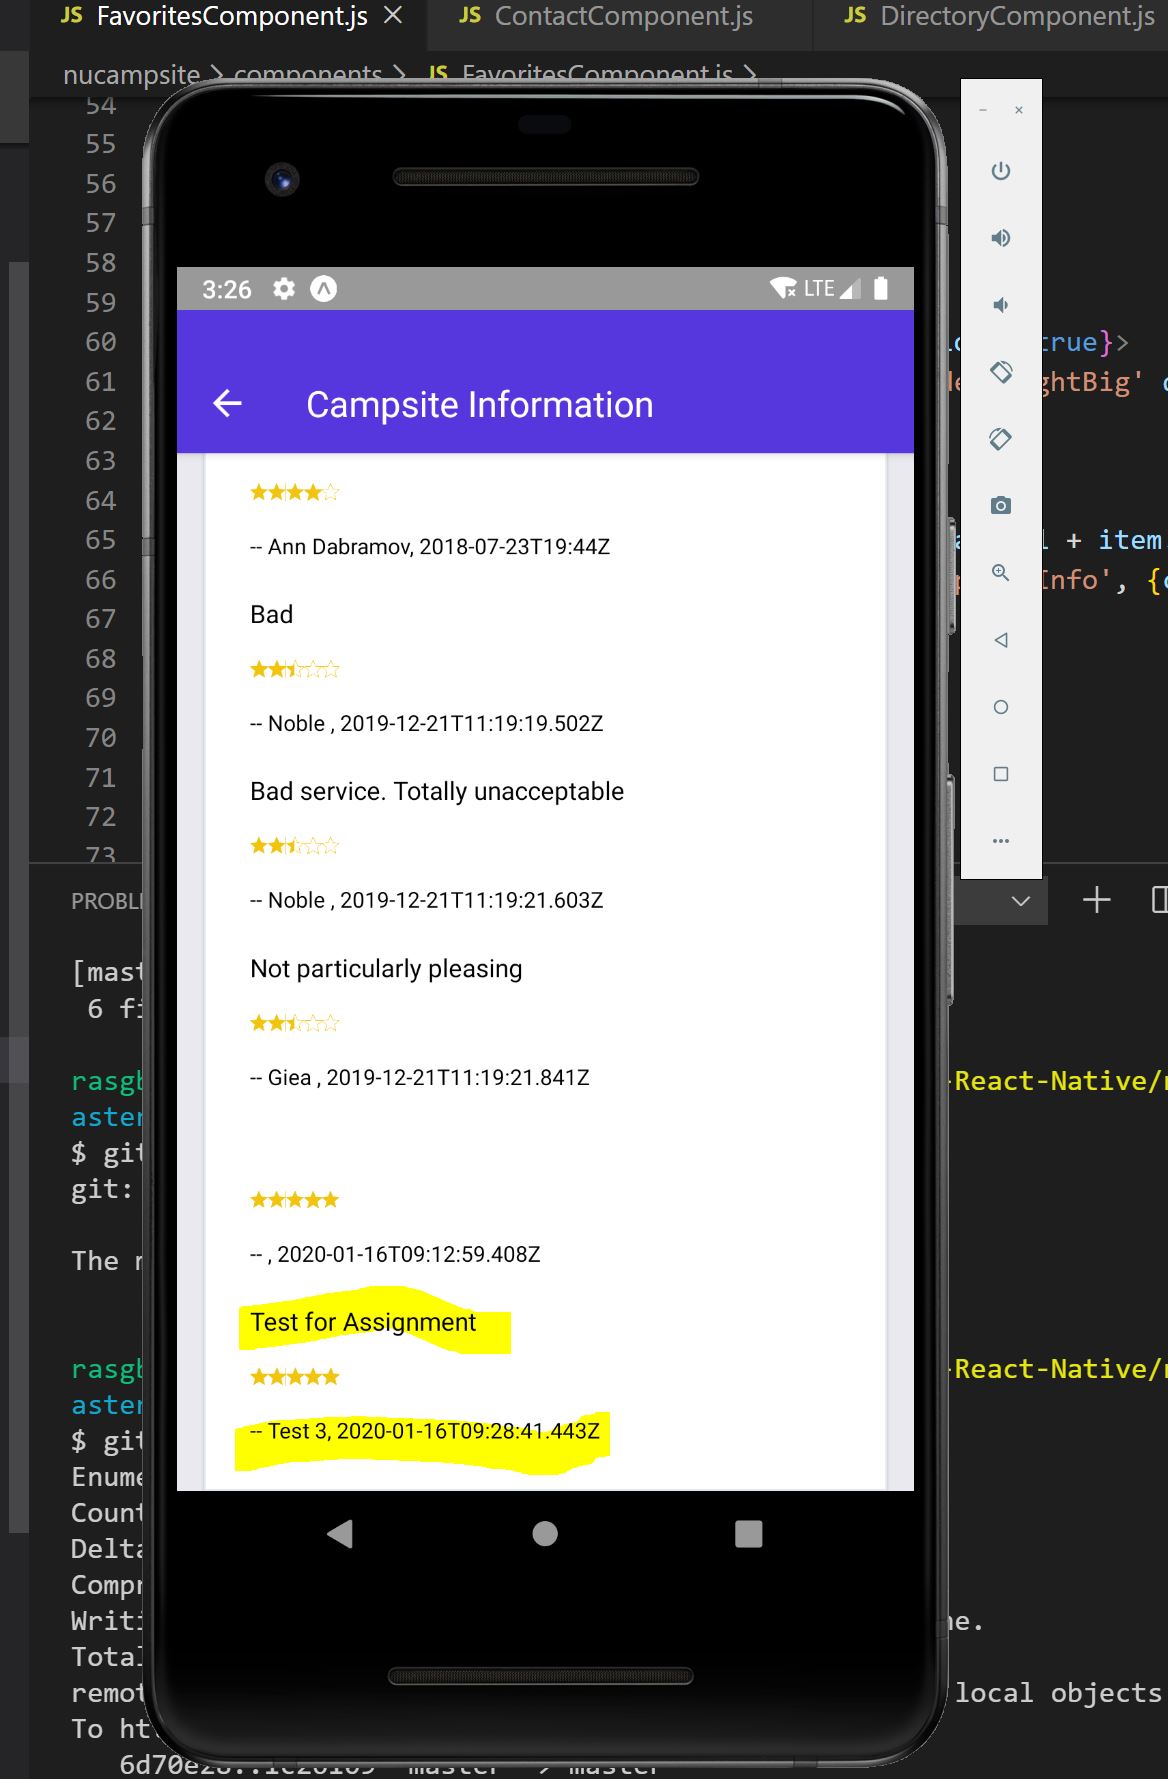 JS FavoritesComponent.js
JS ContactComponent.js
JS DirectoryComponent.js
nucampsite > components > JS FavoritesComponent.js >
54
55
56
57
58
59
60 true}>
61 ghtBig'
62
63
64
65 + item
66 Info', {
67
68
69
70
71
72
73
3:26 LTE
Campsite Information
-- Ann Dabramov, 2018-07-23T19:44Z
Bad
-- Noble , 2019-12-21T11:19:19.502Z
Bad service. Totally unacceptable
-- Noble , 2019-12-21T11:19:21.603Z
Not particularly pleasing
-- Giea , 2019-12-21T11:19:21.841Z
-- , 2020-01-16T09:12:59.408Z
Test for Assignment
-- Test 3, 2020-01-16T09:28:41.443Z
PROBL
[mast
6 fi
rasgb -React-Native/
aster
$ git
git:
The
rasgb -React-Native/
aster
$ git
Enume
Count
Delta
Compr
Writi ne.
Total
remot local objects
To ht
master -> master